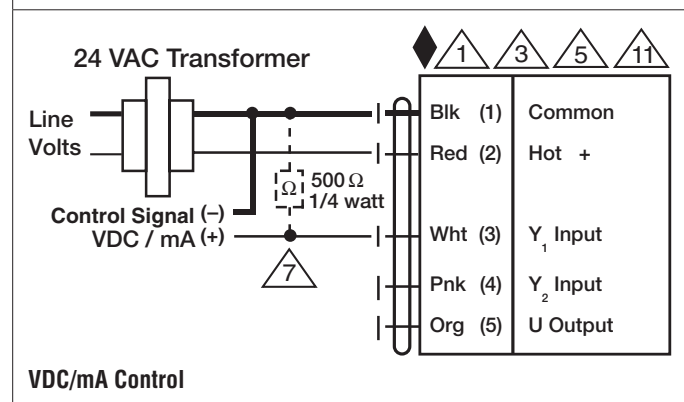 24 VAC Transformer
1 3 5 11
Line
Volts
Blk (1) Common
Red (2) Hot +
Ω 500 Ω
1/4 watt
Control Signal (–)
VDC / mA (+)
Wht (3) Y1 Input
7
Pnk (4) Y2 Input
Org (5) U Output
VDC/mA Control